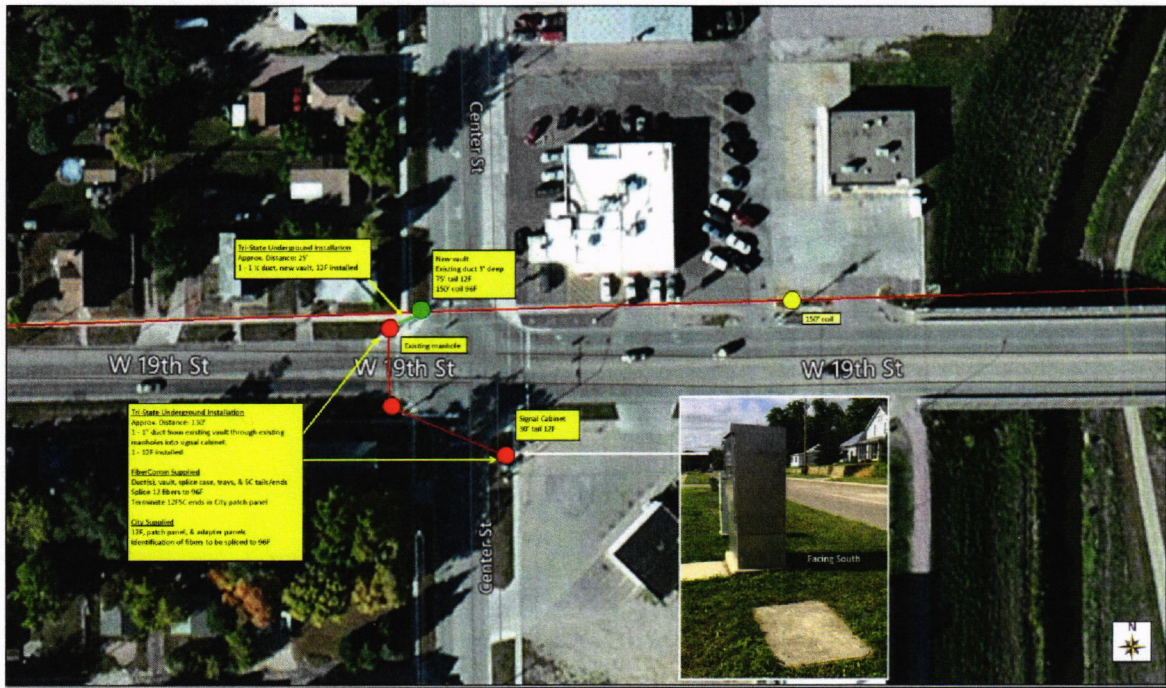 Center St
Tri-State Underground Installation
Approx. Distance: 25'
1 - 1 ¼ duct, new vault, 12F installed
New vault
Existing duct 3' deep
75' tail 12F
150' coil 96F
150' coil
Existing manhole
W 19th St
W 19th St
W 19th St
Tri-State Underground Installation
Approx. Distance: 130'
1 - 1" duct from existing vault through existing
manholes into signal cabinet.
1 - 12F installed
FiberComm Supplied
Duct(s), vault, splice case, trays, & SC tails/ends
Splice 12 fibers to 96F
Terminate 12FSC ends in City patch panel
City Supplied
12F, patch panel, & adapter panels
Identification of fibers to be spliced to 96F
Signal Cabinet
50' tail 12F
Center St
Facing South
N